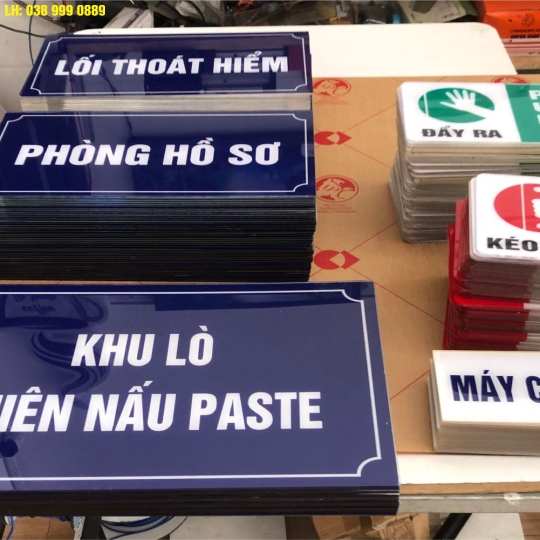 LH: 038 999 0889
LỐI THOÁT HIỂM
PHÒNG HỒ SƠ
KHU LÒ
NẤU PASTE
ĐẨY RA
KÉO
MÁY